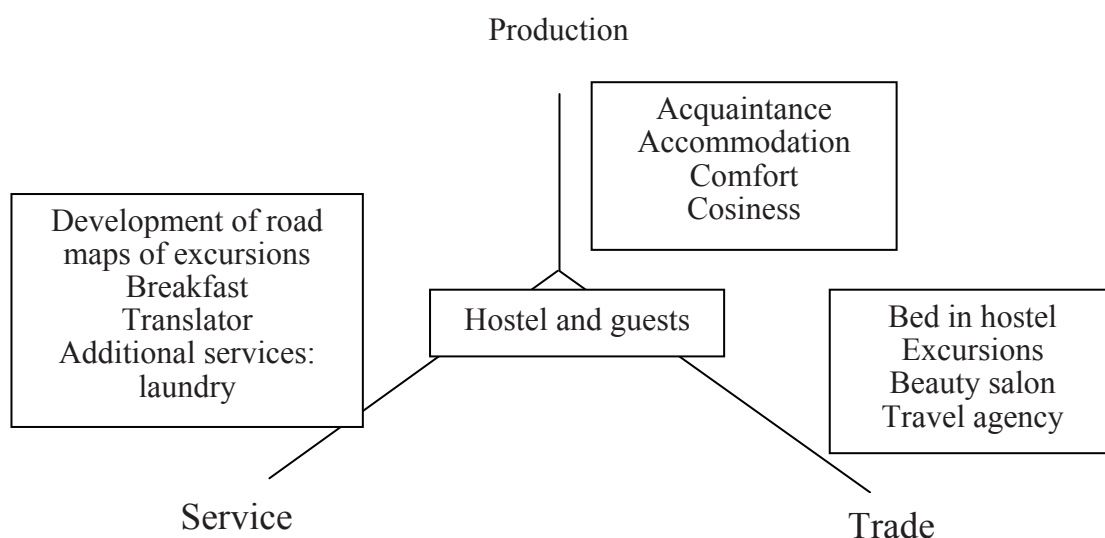 Production
Acquaintance
Accommodation
Comfort
Cosiness
Development of road
maps of excursions
Breakfast
Translator
Additional services:
laundry
Hostel and guests
Bed in hostel
Excursions
Beauty salon
Travel agency
Service
Trade